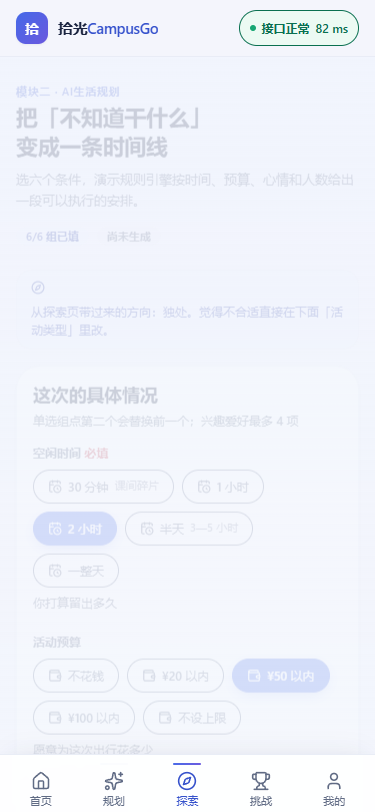 拾 拾光CampusGo 接口正常 82 ms
模块二 · AI生活规划
把「不知道干什么」
变成一条时间线
选六个条件，演示规则引擎按时间、预算、心情和人数给出
一段可以执行的安排。
6/6 组已填 尚未生成
从探索页带过来的方向：独处。觉得不合适直接在下面「活
动类型」里改。
这次的具体情况
单选组点第二个会替换前一个；兴趣爱好最多 4 项
空闲时间 必填
30 分钟 课间碎片 1 小时
2 小时 半天 3—5 小时
一整天
你打算留出多久
活动预算
不花钱 ¥20 以内 ¥50 以内
¥100 以内 不设上限
愿意为这次出行花多少
首页 规划 探索 挑战 我的